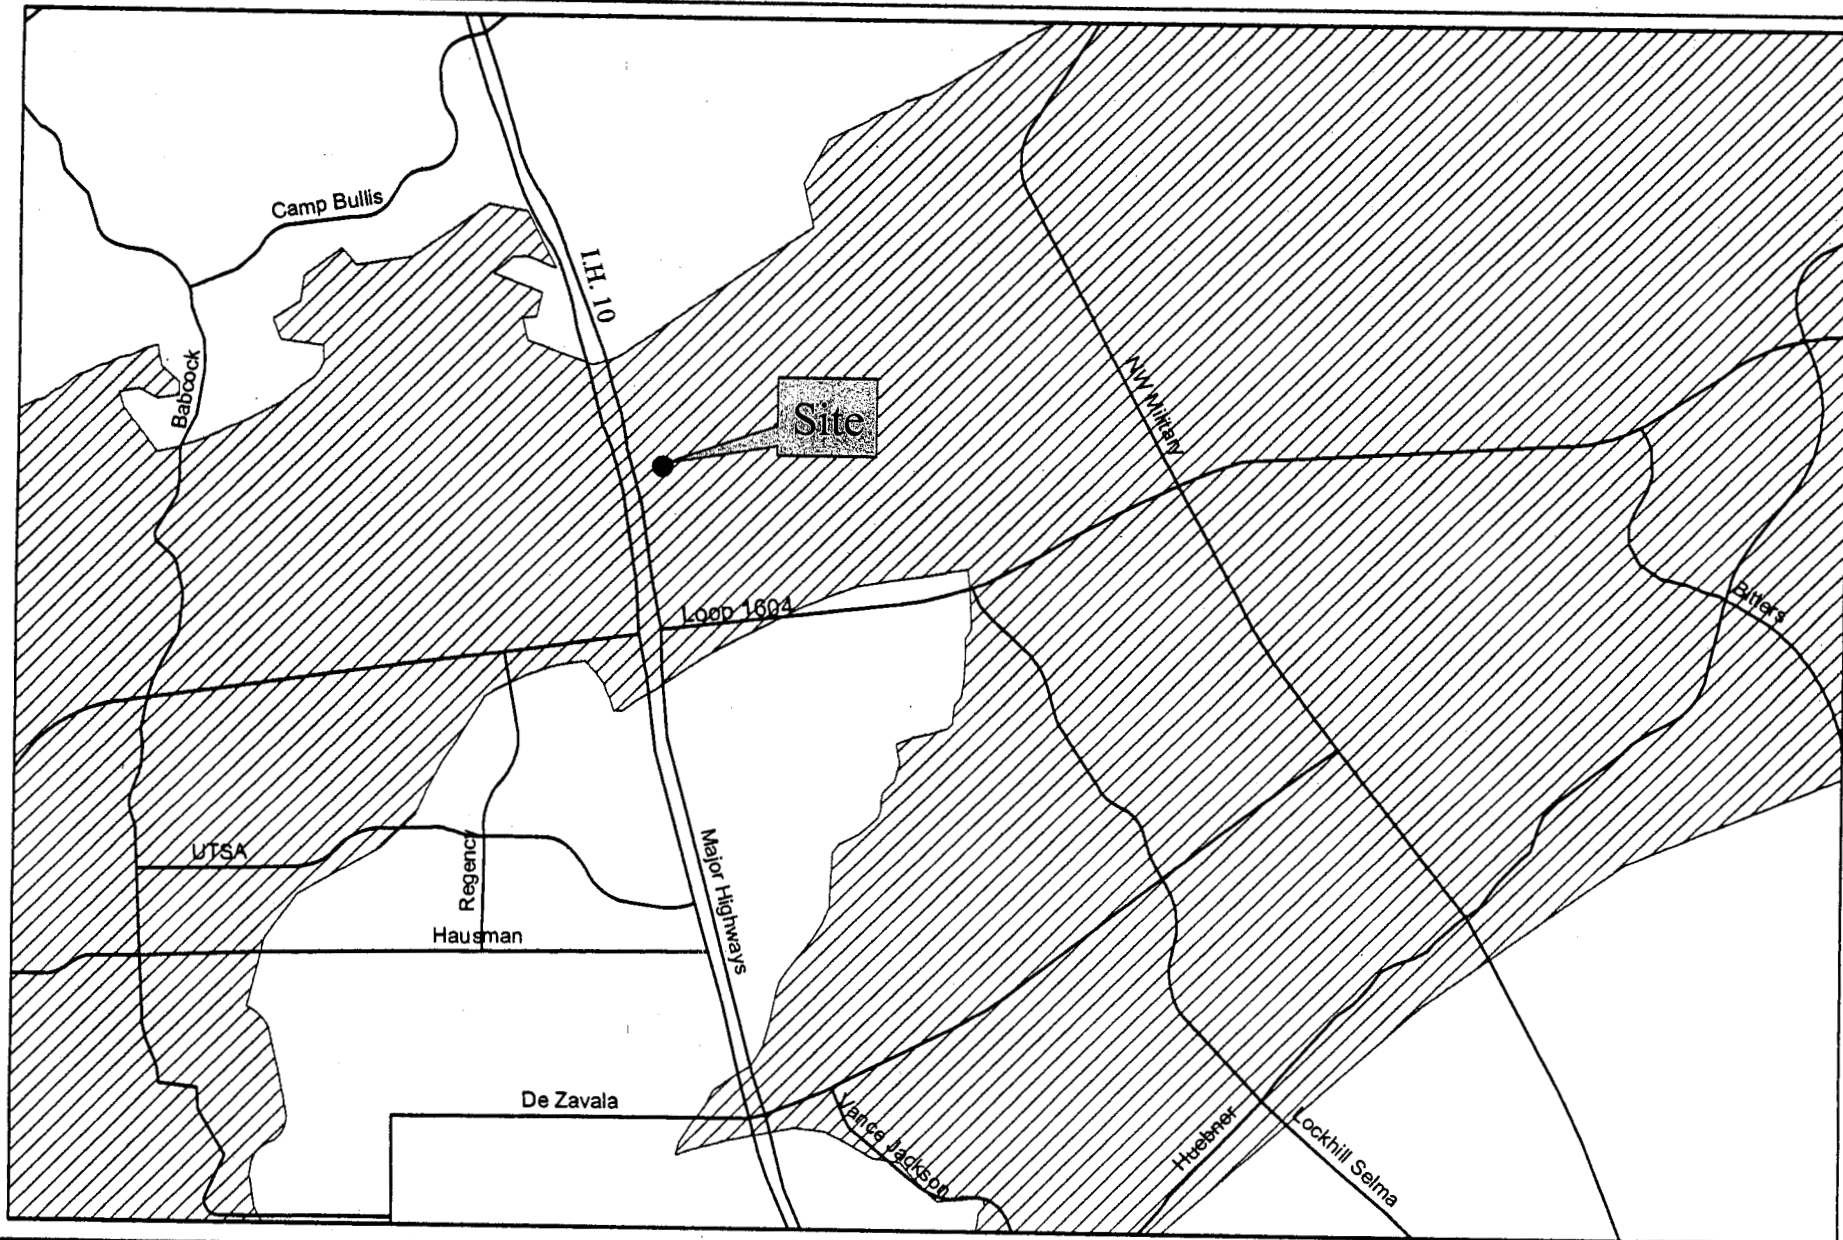 Camp Bullis
I.H. 10
Babcock
Site
NW Military
Loop 1604
Bitters
UTSA
Regency
Major Highways
Hausman
De Zavala
Vance Jackson
Huebner
Lockhill Selma